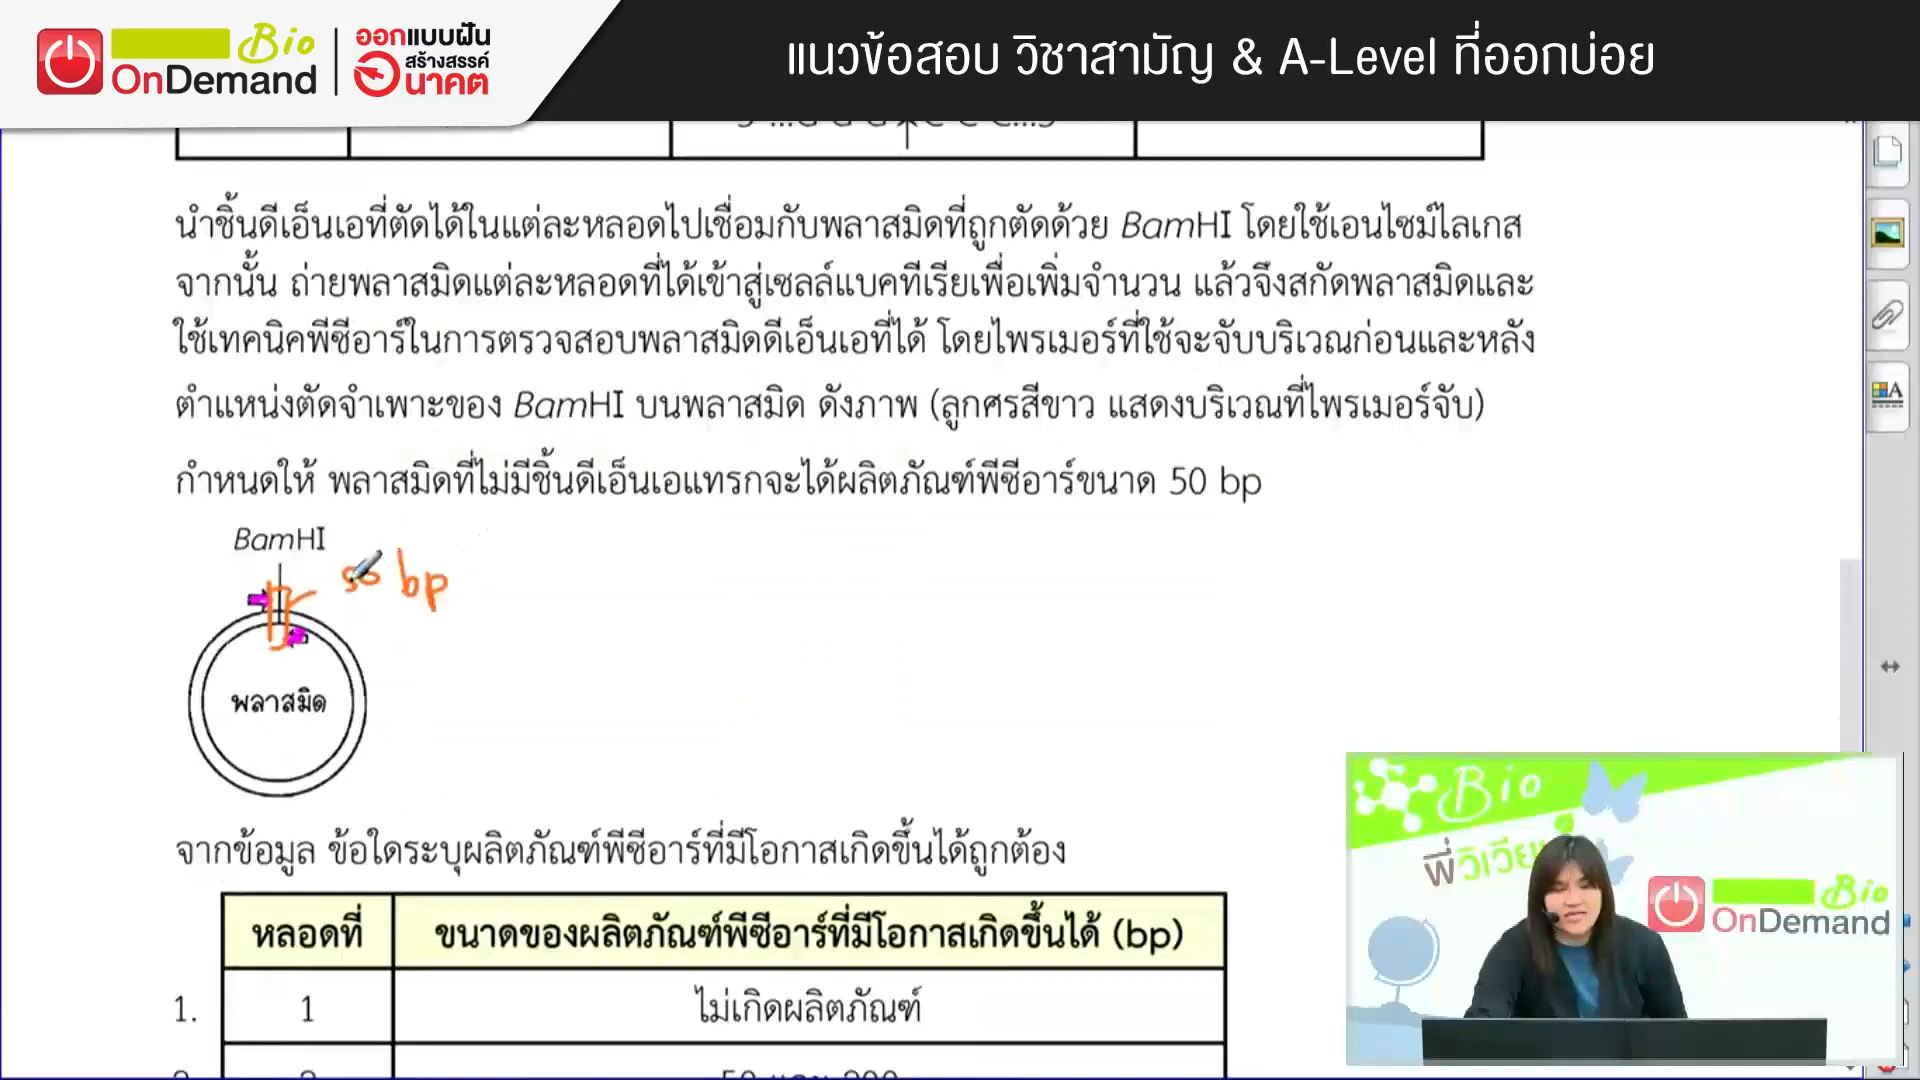 Bio
OnDemand
ออกแบบฝัน
สร้างสรรค์
อนาคต
แนวข้อสอบ วิชาสามัญ & A-Level ที่ออกบ่อย
นำชิ้นดีเอ็นเอที่ตัดได้ในแต่ละหลอดไปเชื่อมกับพลาสมิดที่ถูกตัดด้วย BamHI โดยใช้เอนไซม์ไลเกส
จากนั้น ถ่ายพลาสมิดแต่ละหลอดที่ได้เข้าสู่เซลล์แบคทีเรียเพื่อเพิ่มจำนวน แล้วจึงสกัดพลาสมิดและ
ใช้เทคนิคพีซีอาร์ในการตรวจสอบพลาสมิดดีเอ็นเอที่ได้ โดยไพรเมอร์ที่ใช้จะจับบริเวณก่อนและหลัง
ตำแหน่งตัดจำเพาะของ BamHI บนพลาสมิด ดังภาพ (ลูกศรสีขาว แสดงบริเวณที่ไพรเมอร์จับ)
กำหนดให้ พลาสมิดที่ไม่มีชิ้นดีเอ็นเอแทรกจะได้ผลิตภัณฑ์พีซีอาร์ขนาด 50 bp
BamHI
50 bp
พลาสมิด
จากข้อมูล ข้อใดระบุผลิตภัณฑ์พีซีอาร์ที่มีโอกาสเกิดขึ้นได้ถูกต้อง
หลอดที่ ขนาดของผลิตภัณฑ์พีซีอาร์ที่มีโอกาสเกิดขึ้นได้ (bp)
1. 1 ไม่เกิดผลิตภัณฑ์
Bio
Bio
OnDemand